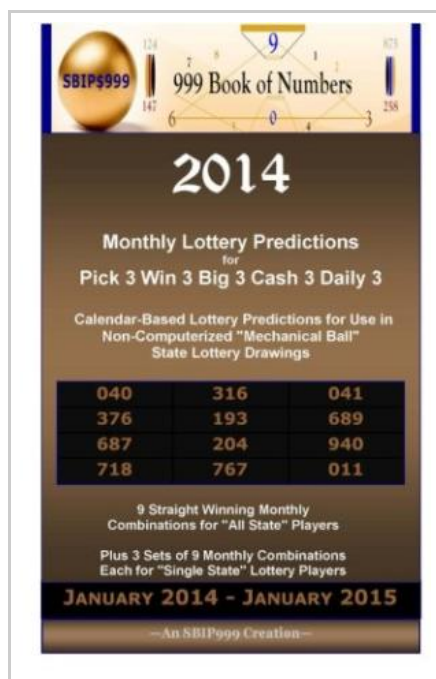 SBIP$999
124
147
7
8
9
1
2
873
258
999 Book of Numbers
6
5
0
4
3
2014
Monthly Lottery Predictions
for
Pick 3 Win 3 Big 3 Cash 3 Daily 3
Calendar-Based Lottery Predictions for Use in
Non-Computerized "Mechanical Ball"
State Lottery Drawings
040 316 041
376 193 689
687 204 940
718 767 011
9 Straight Winning Monthly
Combinations for "All State" Players
Plus 3 Sets of 9 Monthly Combinations
Each for "Single State" Lottery Players
JANUARY 2014 - JANUARY 2015
—An SBIP999 Creation—